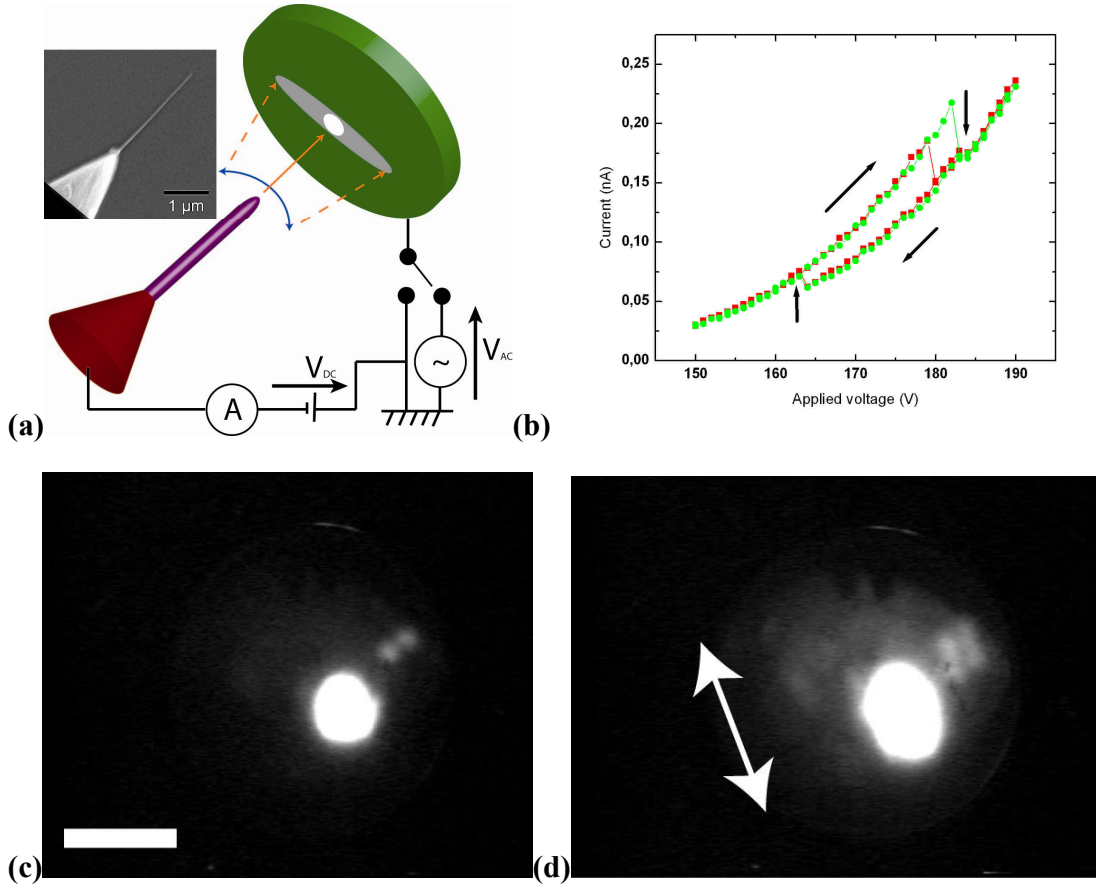 1 µm
A
V_DC
~
V_AC
(a)
0,25
0,20
0,15
0,10
0,05
0,00
Current (nA)
150
160
170
180
190
Applied voltage (V)
(b)
(c)
(d)